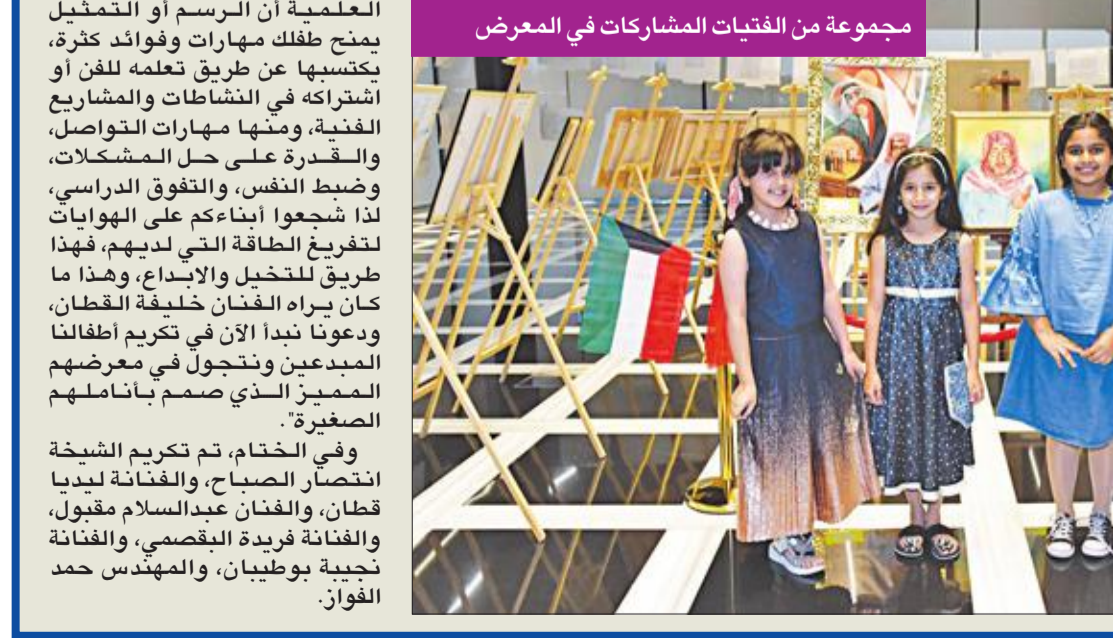 مجموعة من الفتيات المشاركات في المعرض
العلمية أن الرسم أو التمثيل
يمنح طفلك مهارات وفوائد كثرة،
يكتسبها عن طريق تعلمه للفن أو
اشتراكه في النشاطات والمشاريع
الفنية، ومنها مهارات التواصل،
والقدرة على حل المشكلات،
وضبط النفس، والتفوق الدراسي،
لذا شجعوا أبناءكم على الهوايات
لتفريغ الطاقة التي لديهم، فهذا
طريق للتخيل والابداع، وهذا ما
كان يراه الفنان خليفة القطان،
ودعونا نبدأ الآن في تكريم أطفالنا
المبدعين ونتجول في معرضهم
المميز الذي صمم بأناملهم
الصغيرة".
وفي الختام، تم تكريم الشيخة
انتصار الصباح، والفنانة ليديا
قطان، والفنان عبدالسلام مقبول،
والفنانة فريدة البقصمي، والفنانة
نجيبة بوطيبان، والمهندس حمد
الفواز.